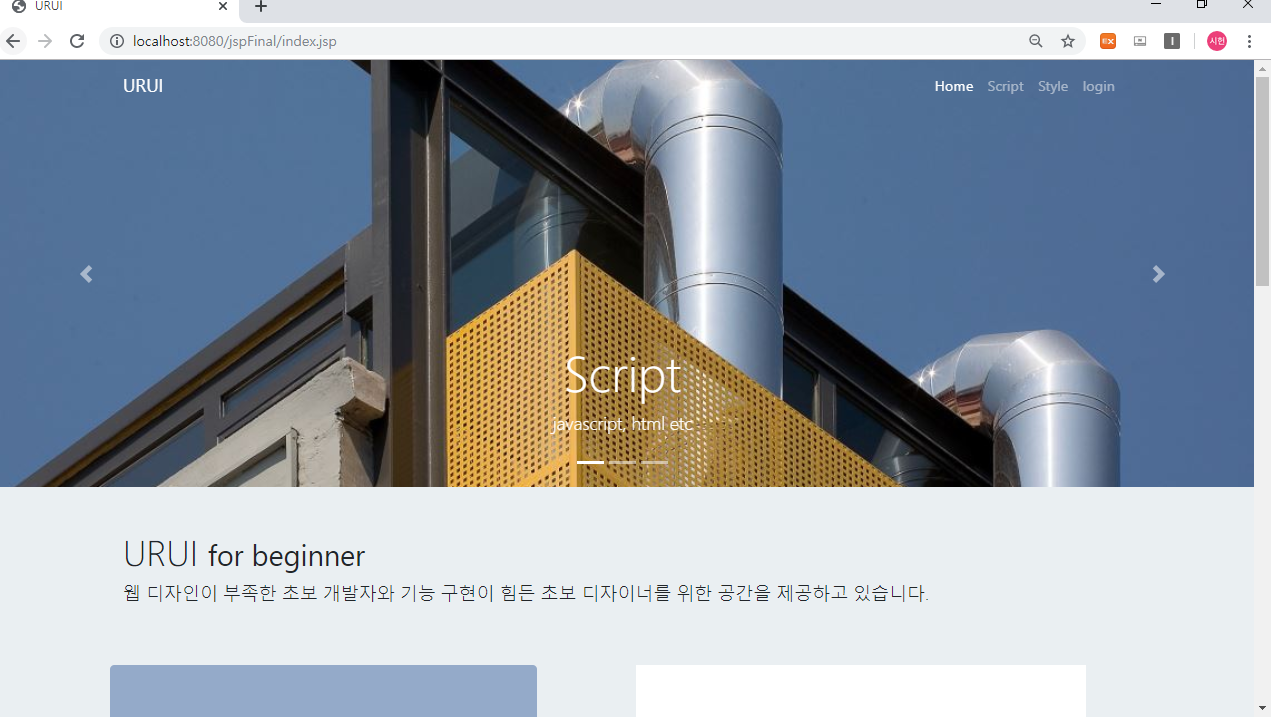 URUI
localhost:8080/jspFinal/index.jsp
시헌
URUI
Home Script Style login
Script
javascript, html etc
URUI for beginner
웹 디자인이 부족한 초보 개발자와 기능 구현이 힘든 초보 디자이너를 위한 공간을 제공하고 있습니다.